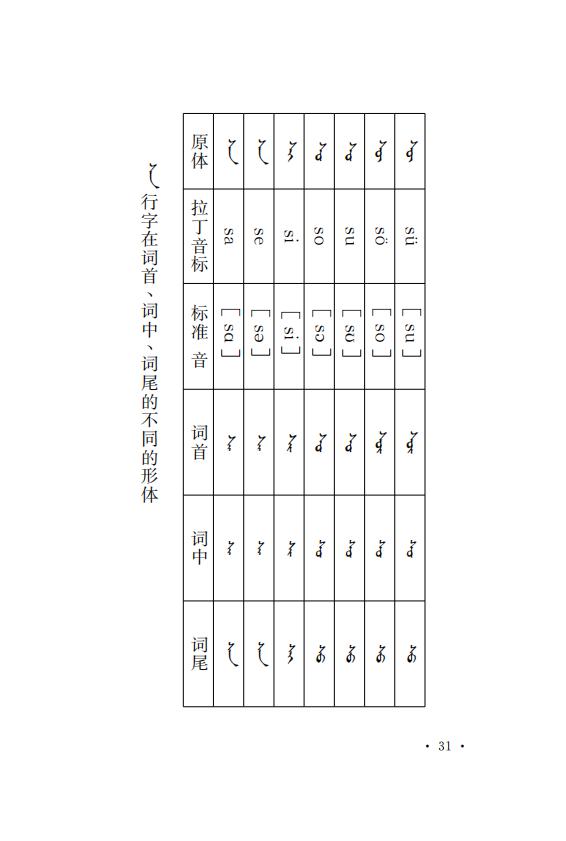 ᠰᠠ 行字在词首、词中、词尾的不同的形体
原体 拉丁音标 标准音 词首 词中 词尾
ᠰᠠ sa [sɑ] ᠰᠠ ᠰᠠ ᠰᠠ
ᠰᠡ se [sə] ᠰᠡ ᠰᠡ ᠰᠡ
ᠰᠢ si [si] ᠰᠢ ᠰᠢ ᠰᠢ
ᠰᠣ so [sɔ] ᠰᠣ ᠰᠣ ᠰᠣ
ᠰᠤ su [sʊ] ᠰᠤ ᠰᠤ ᠰᠤ
ᠰᠥ sö [so] ᠰᠥ ᠰᠥ ᠰᠥ
ᠰᠦ sü [su] ᠰᠦ ᠰᠦ ᠰᠦ
· 31 ·